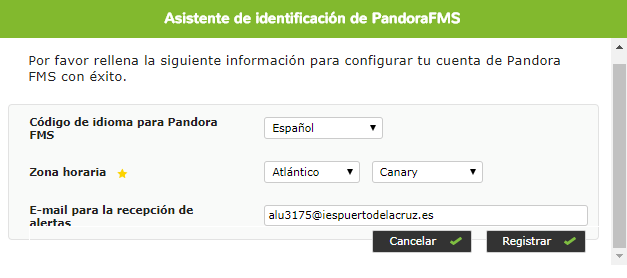 Asistente de identificación de PandoraFMS
Por favor rellena la siguiente información para configurar tu cuenta de Pandora
FMS con éxito.
Código de idioma para Pandora
FMS
Español
Zona horaria
Atlántico
Canary
E-mail para la recepción de
alertas
alu3175@iespuertodelacruz.es
Cancelar
Registrar